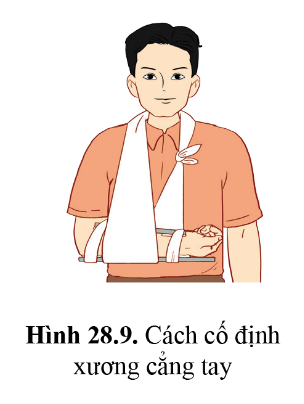 Hình 28.9. Cách cố định
xương cẳng tay